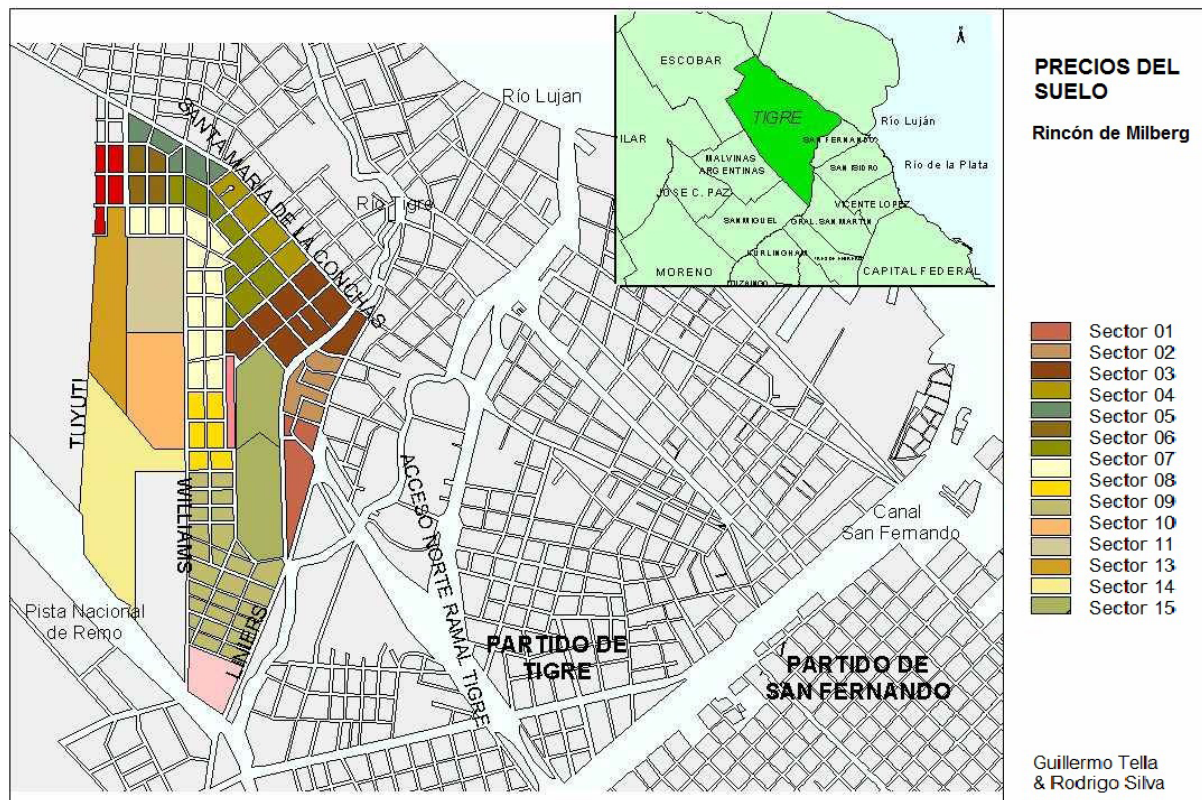 PRECIOS DEL
SUELO
Rincón de Milberg
ESCOBAR
TIGRE
Río Luján
SAN FERNANDO
ILAR
MALVINAS
ARGENTINAS
SAN ISIDRO
Río de la Plata
JOSE C. PAZ
VICENTE LOPEZ
SAN MIGUEL
GRAL. SAN MARTIN
MORENO
CAPITAL FEDERAL
Río Lujan
SANTA MARIA DE LA CONCHAS
Río Tigre
TUYUTI
WILLIAMS
LINIERS
ACCESO NORTE RAMAL TIGRE
Canal
San Fernando
Pista Nacional
de Remo
PARTIDO DE
TIGRE
PARTIDO DE
SAN FERNANDO
Sector 01
Sector 02
Sector 03
Sector 04
Sector 05
Sector 06
Sector 07
Sector 08
Sector 09
Sector 10
Sector 11
Sector 13
Sector 14
Sector 15
Guillermo Tella
& Rodrigo Silva